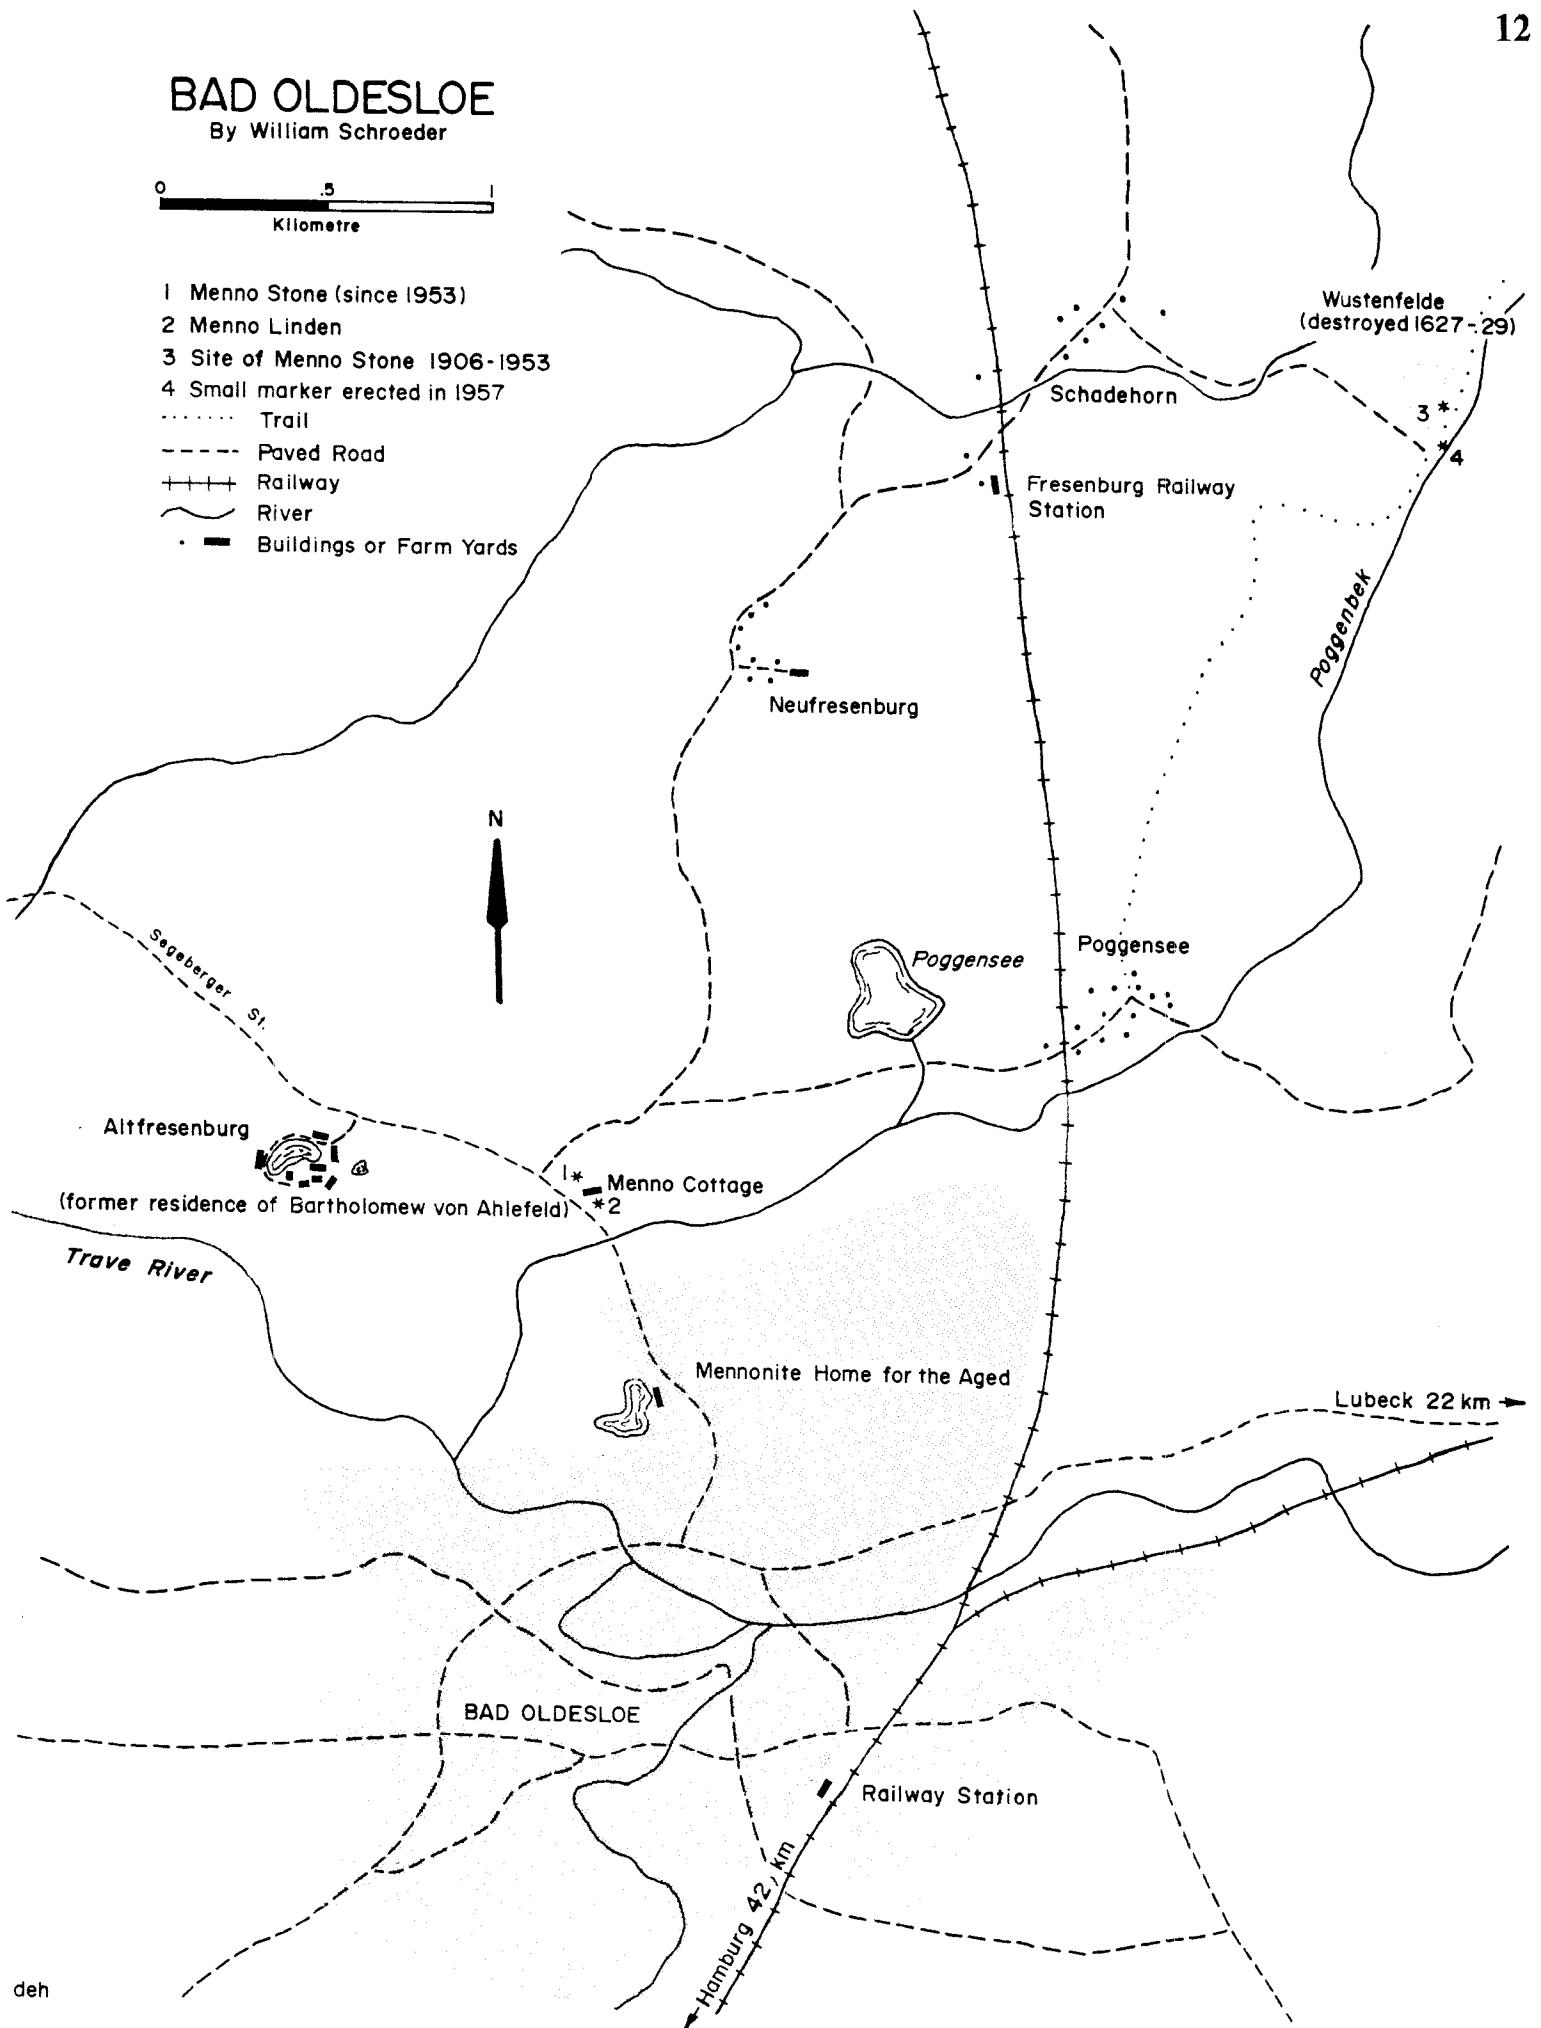 12
BAD OLDESLOE
By William Schroeder
0 .5 1
Kilometre
1 Menno Stone (since 1953)
2 Menno Linden
3 Site of Menno Stone 1906-1953
4 Small marker erected in 1957
Trail
Paved Road
Railway
River
Buildings or Farm Yards
Wustenfelde
(destroyed 1627-29)
Schadehorn
3
4
Fresenburg Railway
Station
Poggenbek
Neufresenburg
N
Segeberger St.
Poggensee
Poggensee
Altfresenburg
1
Menno Cottage
2
(former residence of Bartholomew von Ahlefeld)
Trave River
Mennonite Home for the Aged
Lubeck 22 km
BAD OLDESLOE
Railway Station
Hamburg 42 km
deh